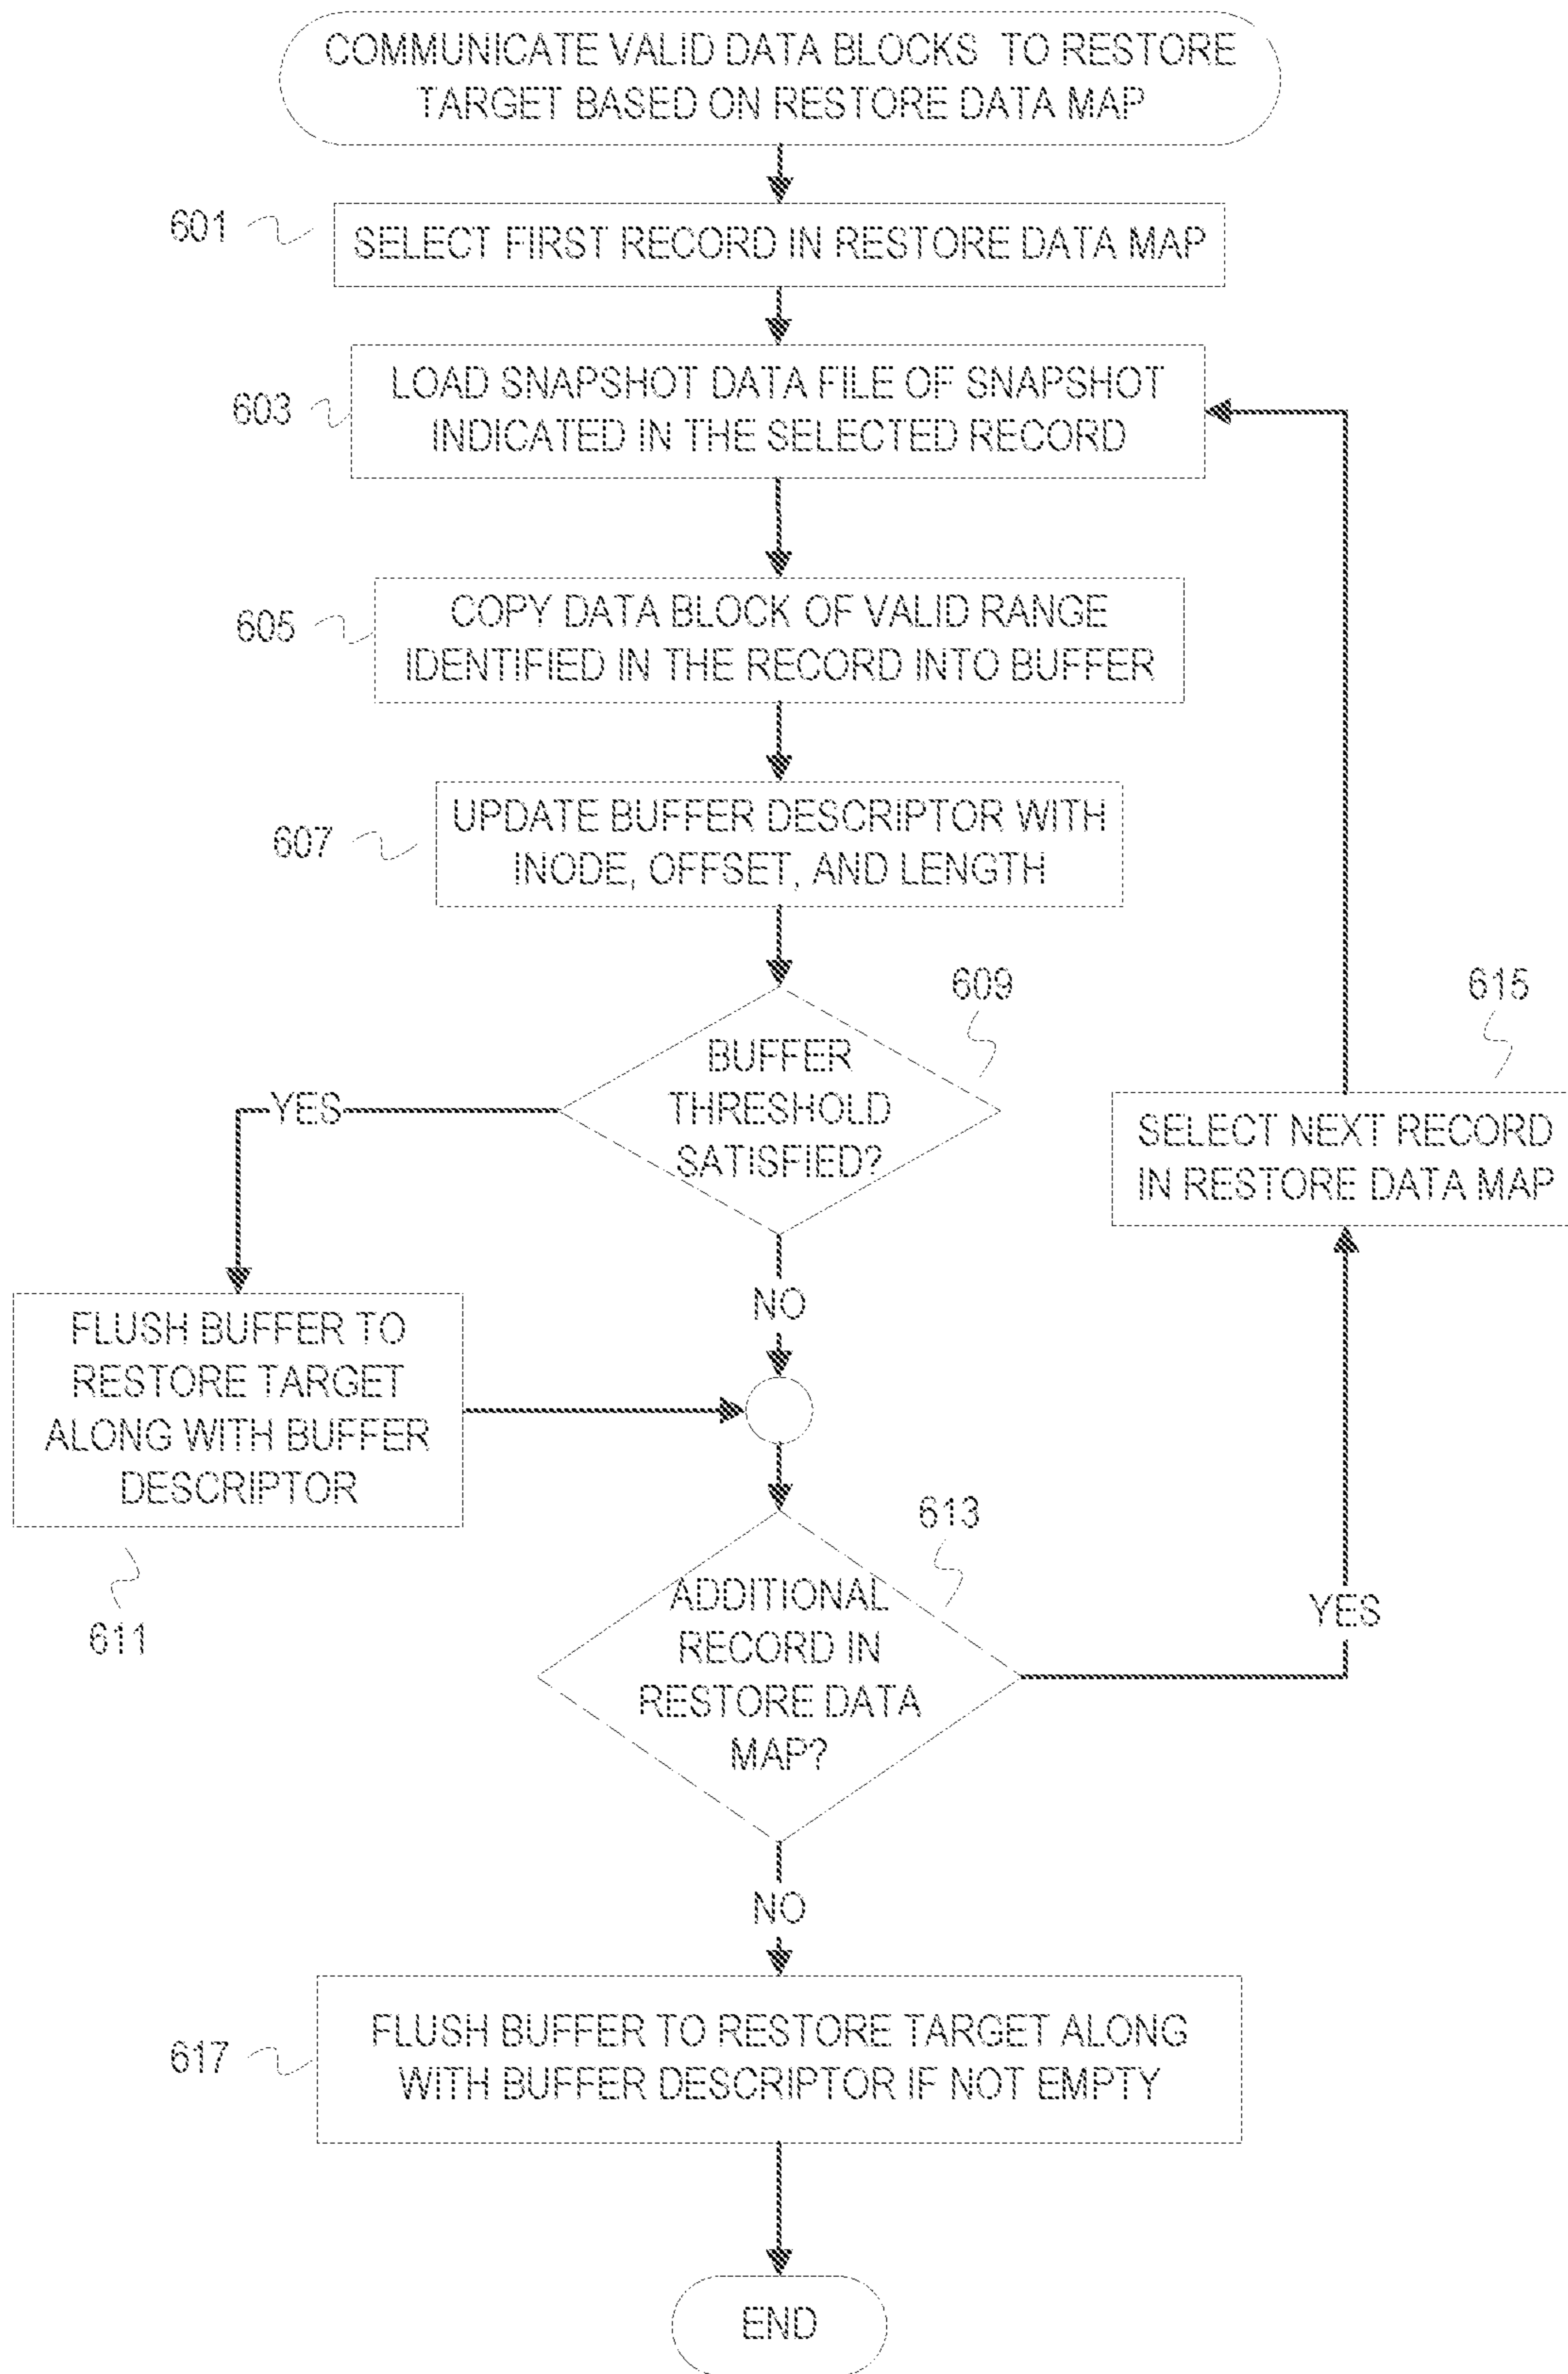 COMMUNICATE VALID DATA BLOCKS TO RESTORE
TARGET BASED ON RESTORE DATA MAP
601
SELECT FIRST RECORD IN RESTORE DATA MAP
603
LOAD SNAPSHOT DATA FILE OF SNAPSHOT
INDICATED IN THE SELECTED RECORD
605
COPY DATA BLOCK OF VALID RANGE
IDENTIFIED IN THE RECORD INTO BUFFER
607
UPDATE BUFFER DESCRIPTOR WITH
INODE, OFFSET, AND LENGTH
609
BUFFER
THRESHOLD
SATISFIED?
YES
NO
615
SELECT NEXT RECORD
IN RESTORE DATA MAP
FLUSH BUFFER TO
RESTORE TARGET
ALONG WITH BUFFER
DESCRIPTOR
611
613
ADDITIONAL
RECORD IN
RESTORE DATA
MAP?
YES
NO
617
FLUSH BUFFER TO RESTORE TARGET ALONG
WITH BUFFER DESCRIPTOR IF NOT EMPTY
END